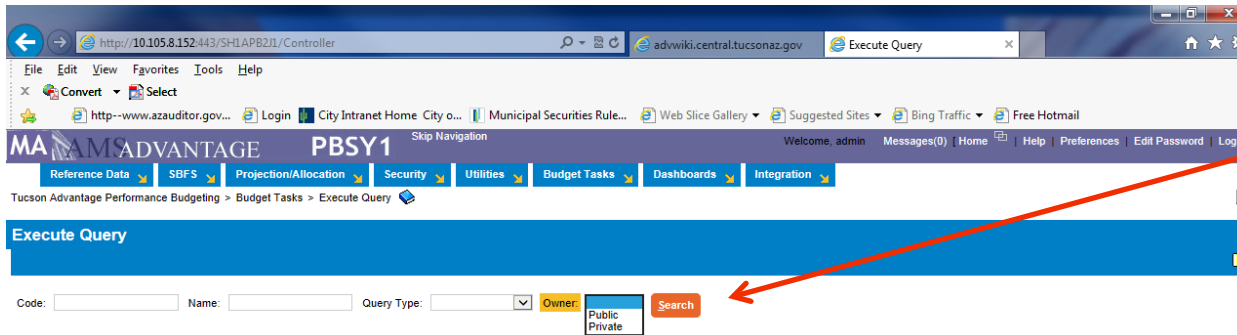 http://10.105.8.152:443/SH1APB2J1/Controller
advwiki.central.tucsonaz.gov
Execute Query
File Edit View Favorites Tools Help
x Convert Select
http--www.azauditor.gov... Login City Intranet Home City o... Municipal Securities Rule... Web Slice Gallery Suggested Sites Bing Traffic Free Hotmail
MA AMSADVANTAGE PBSY1 Skip Navigation Welcome, admin Messages(0) [ Home | Help | Preferences | Edit Password | Log
Reference Data SBFS Projection/Allocation Security Utilities Budget Tasks Dashboards Integration
Tucson Advantage Performance Budgeting > Budget Tasks > Execute Query
Execute Query
Code: Name: Query Type: Owner: Search
Public
Private